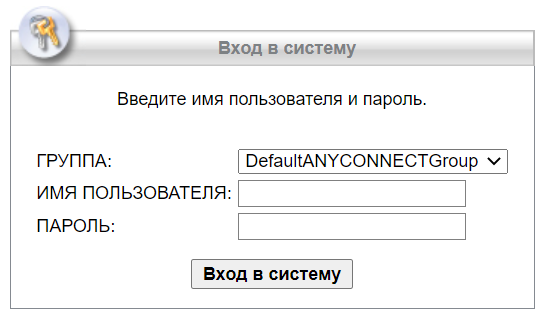 Вход в систему
Введите имя пользователя и пароль.
ГРУППА: DefaultANYCONNECTGroup
ИМЯ ПОЛЬЗОВАТЕЛЯ:
ПАРОЛЬ:
Вход в систему